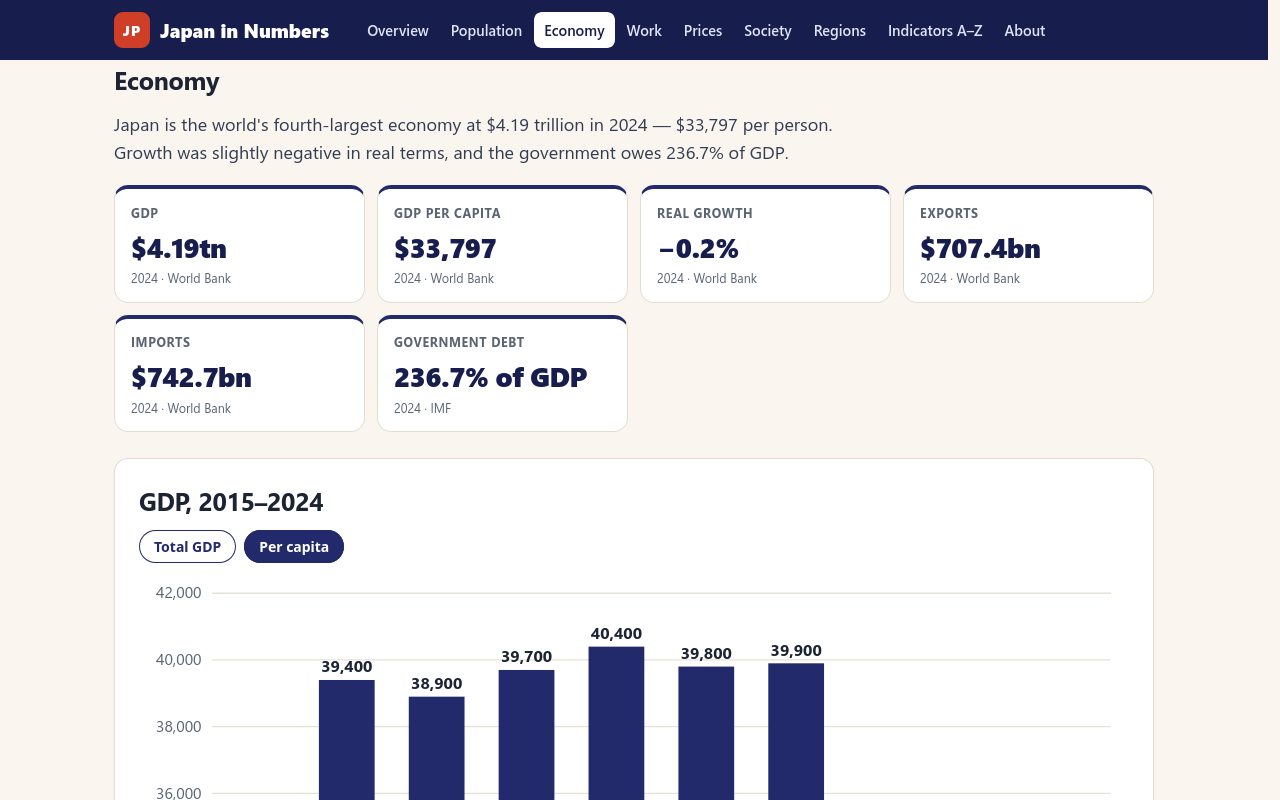 JP
Japan in Numbers
Overview
Population
Economy
Work
Prices
Society
Regions
Indicators A–Z
About
Economy
Japan is the world's fourth-largest economy at $4.19 trillion in 2024 — $33,797 per person.
Growth was slightly negative in real terms, and the government owes 236.7% of GDP.
GDP
$4.19tn
2024 · World Bank
GDP PER CAPITA
$33,797
2024 · World Bank
REAL GROWTH
−0.2%
2024 · World Bank
EXPORTS
$707.4bn
2024 · World Bank
IMPORTS
$742.7bn
2024 · World Bank
GOVERNMENT DEBT
236.7% of GDP
2024 · IMF
GDP, 2015–2024
Total GDP
Per capita
42,000
40,000
38,000
36,000
39,400
38,900
39,700
40,400
39,800
39,900